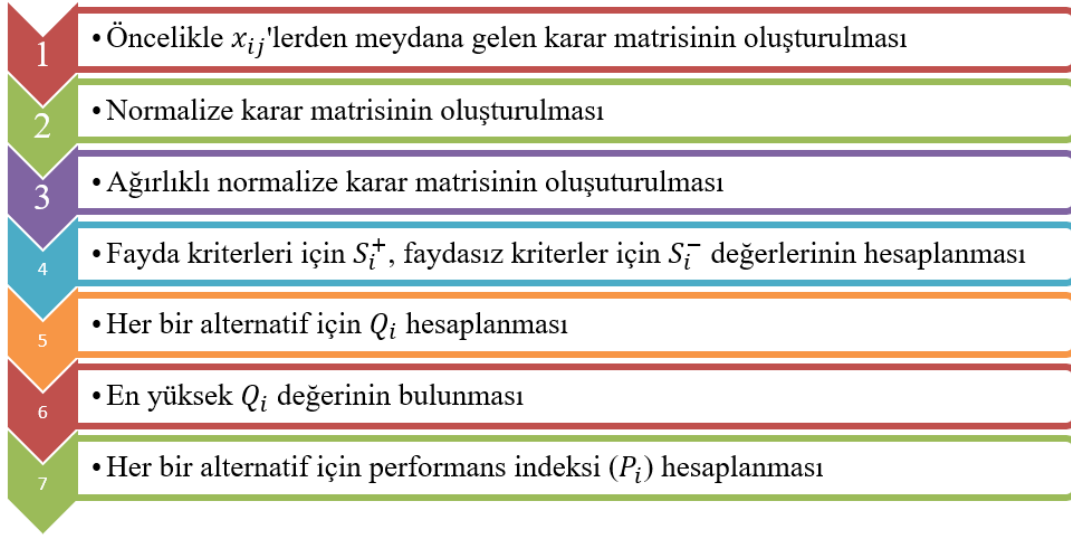 1 • Öncelikle x_{ij}'lerden meydana gelen karar matrisinin oluşturulması
2 • Normalize karar matrisinin oluşturulması
3 • Ağırlıklı normalize karar matrisinin oluşuturulması
4 • Fayda kriterleri için S_i^+, faydasız kriterler için S_i^- değerlerinin hesaplanması
5 • Her bir alternatif için Q_i hesaplanması
6 • En yüksek Q_i değerinin bulunması
7 • Her bir alternatif için performans indeksi (P_i) hesaplanması